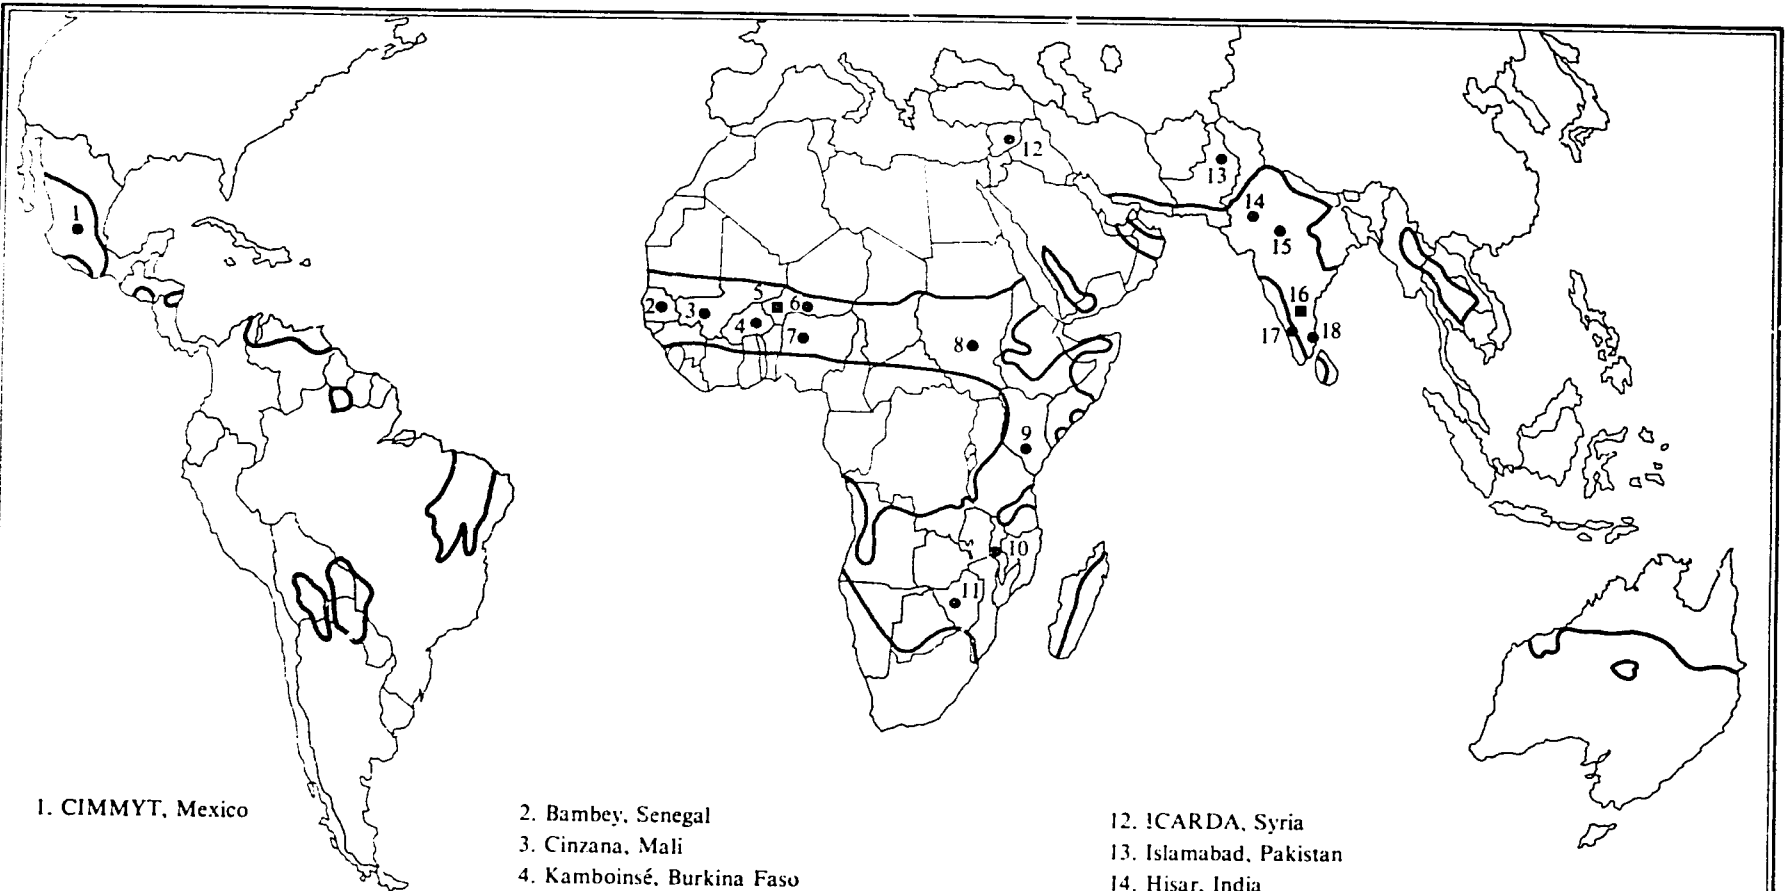 12
13
1
14
15
2
3
4
5
6
7
8
16
17
18
9
10
11
1. CIMMYT, Mexico
2. Bambey, Senegal
3. Cinzana, Mali
4. Kamboinsé, Burkina Faso
12. !CARDA, Syria
13. Islamabad, Pakistan
14. Hisar, India